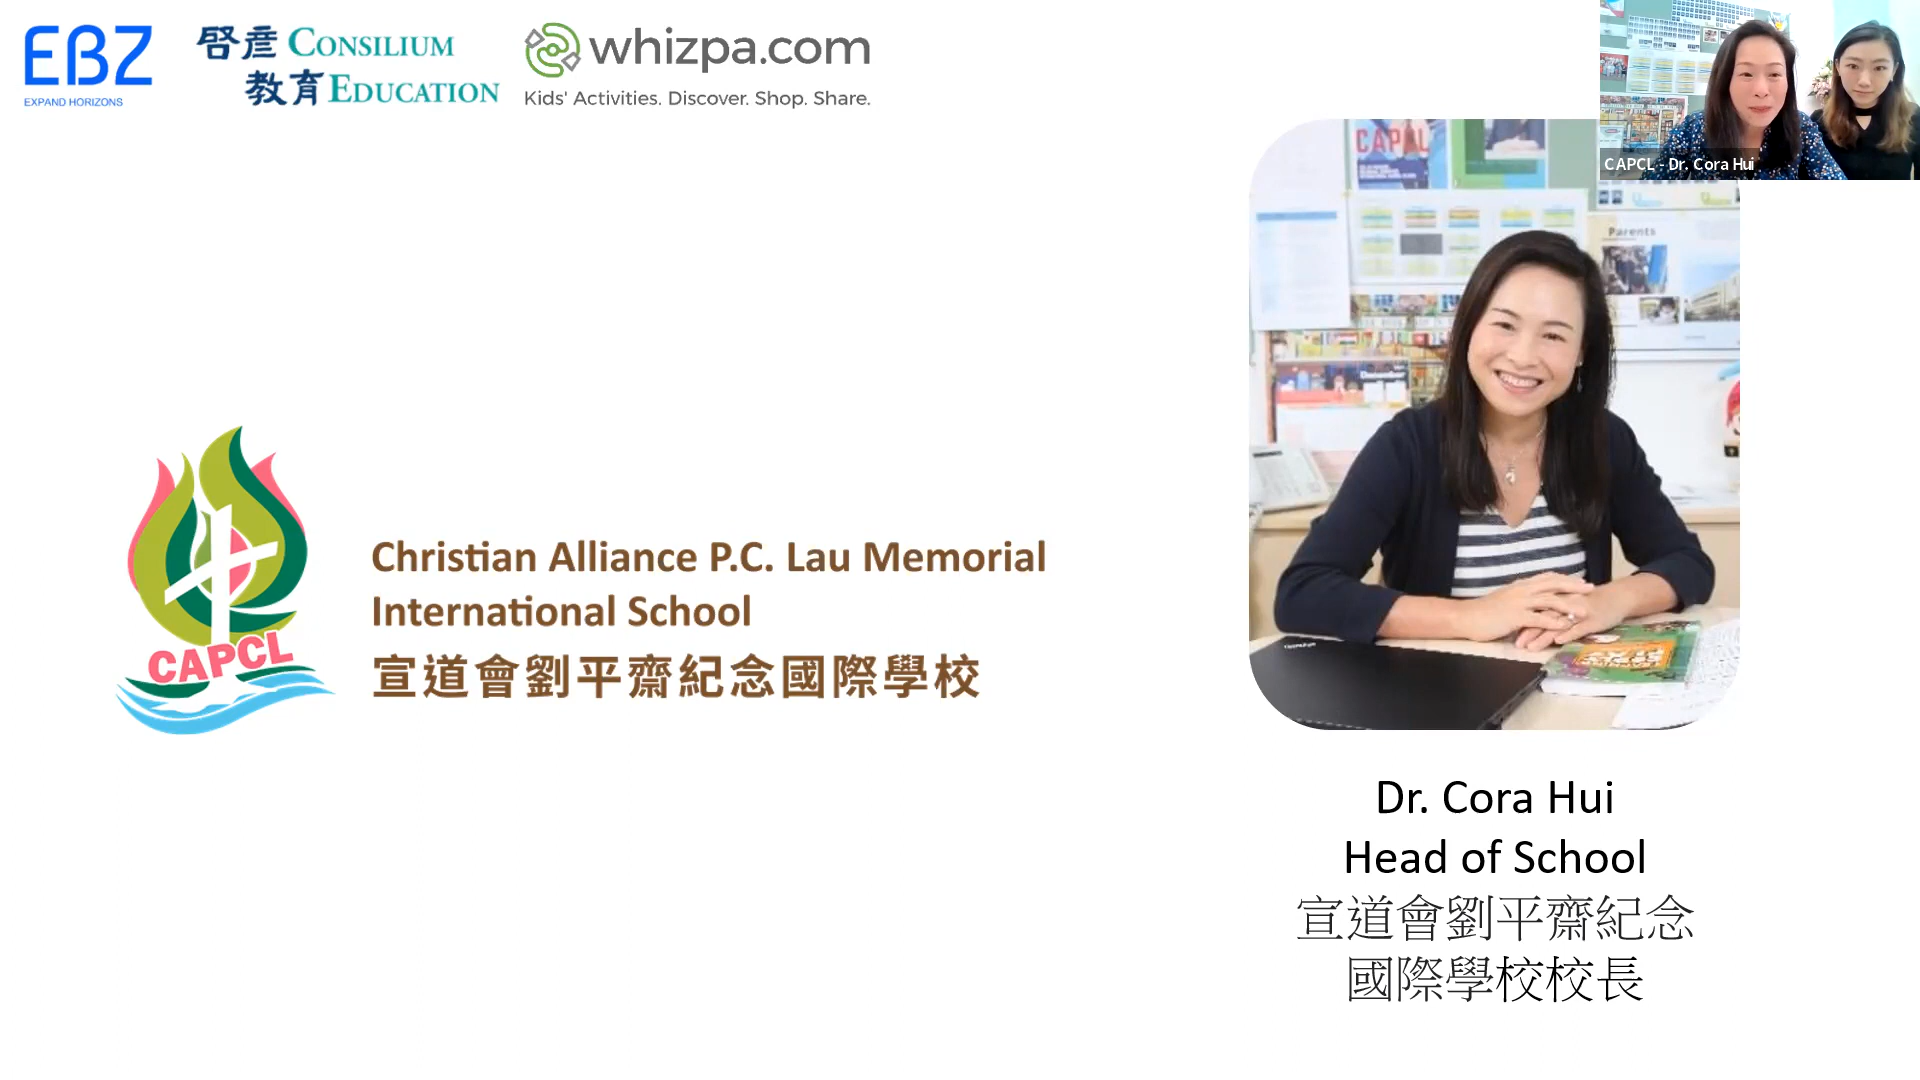 EBZ
EXPAND HORIZONS
啓彥 CONSILIUM
教育 EDUCATION
whizpa.com
Kids' Activities. Discover. Shop. Share.
CAPCL - Dr. Cora Hui
CAPCL
Parents
CAPCL
Christian Alliance P.C. Lau Memorial
International School
宣道會劉平齋紀念國際學校
Dr. Cora Hui
Head of School
宣道會劉平齋紀念
國際學校校長